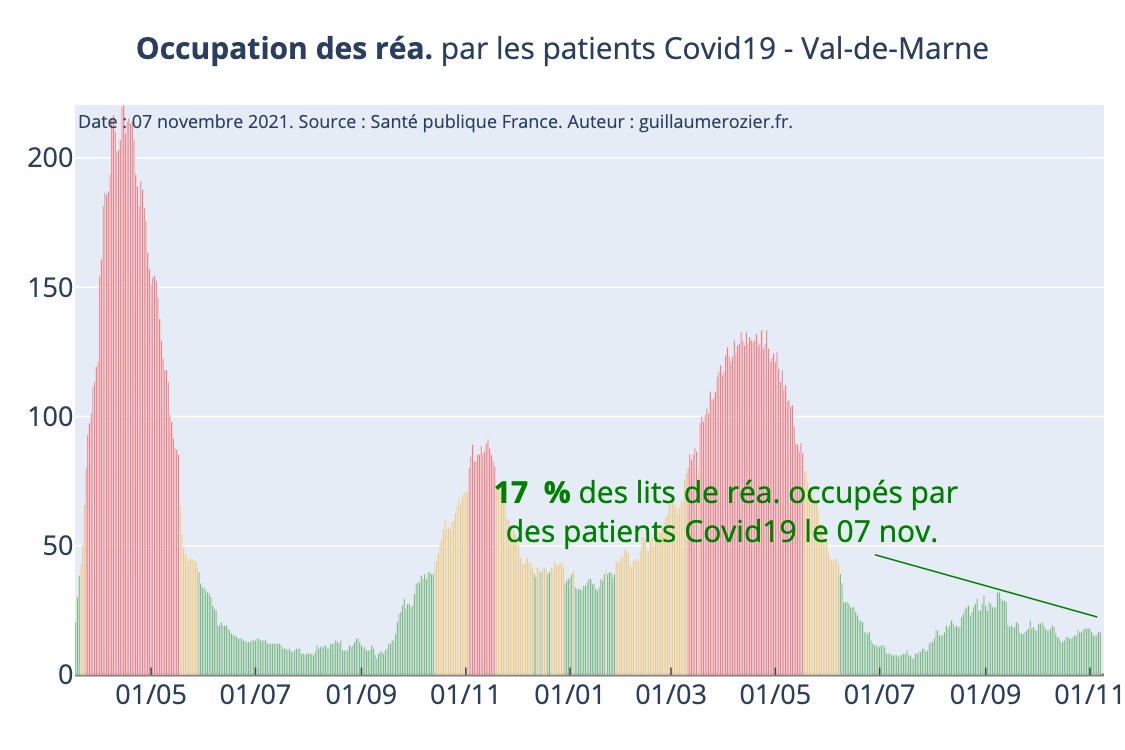 Occupation des réa. par les patients Covid19 - Val-de-Marne
Date : 07 novembre 2021. Source : Santé publique France. Auteur : guillaumerozier.fr.
200
150
100
17 % des lits de réa. occupés par
des patients Covid19 le 07 nov.
50
0
01/05 01/07 01/09 01/11 01/01 01/03 01/05 01/07 01/09 01/11